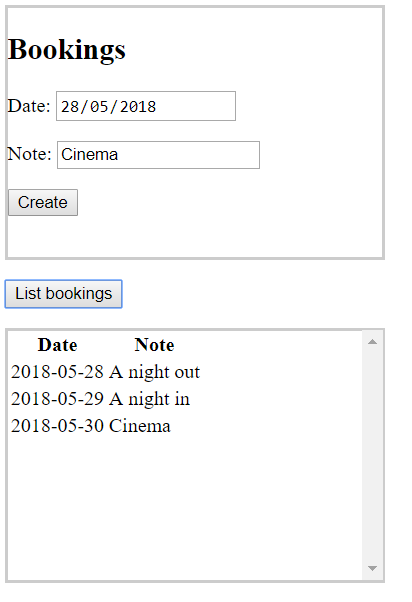 Bookings
Date: 28/05/2018
Note: Cinema
Create
List bookings
Date Note
2018-05-28 A night out
2018-05-29 A night in
2018-05-30 Cinema